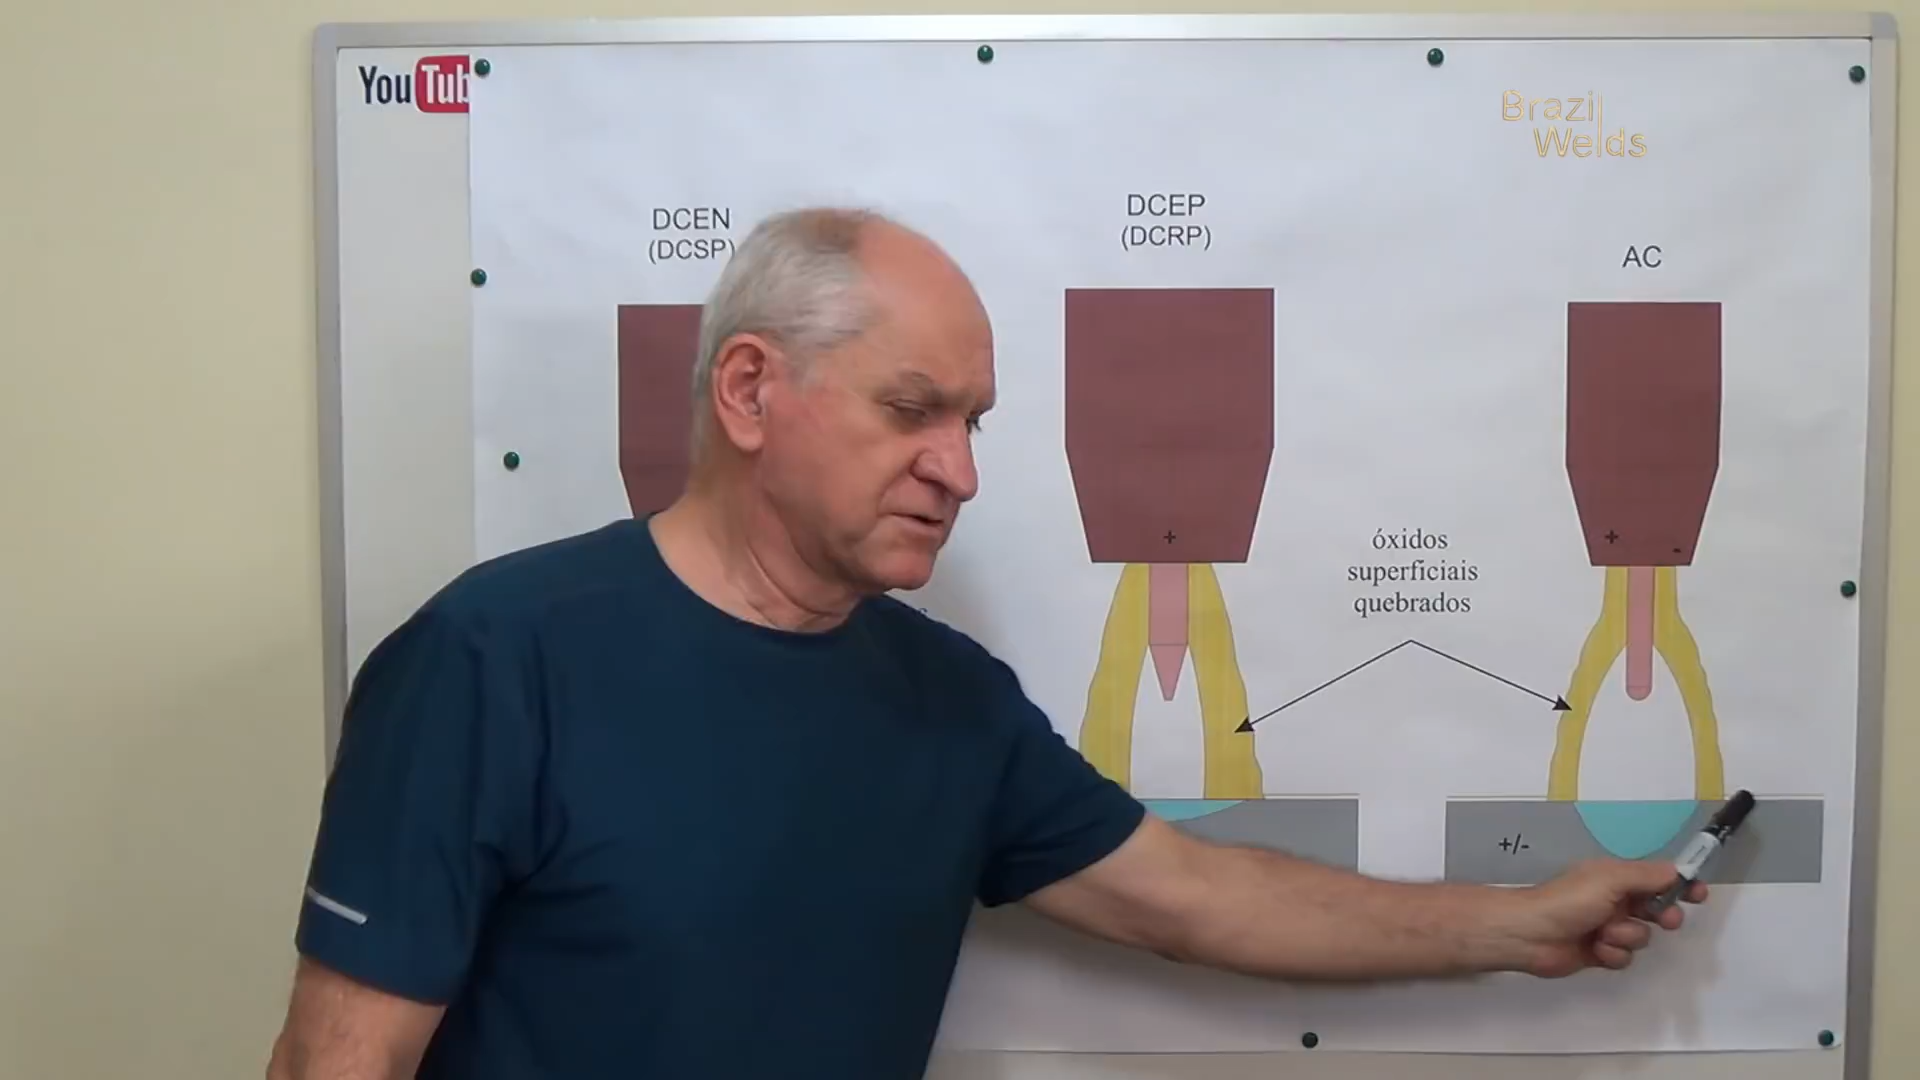 YouTub
Brazil
Welds
DCEN
(DCSP)
DCEP
(DCRP)
AC
+
óxidos
superficiais
quebrados
+ -
+/-